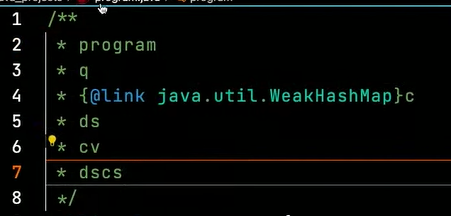 1 /**
2 * program
3 * q
4 * {@link java.util.WeakHashMap}c
5 * ds
6 * cv
7 * dscs
8 */